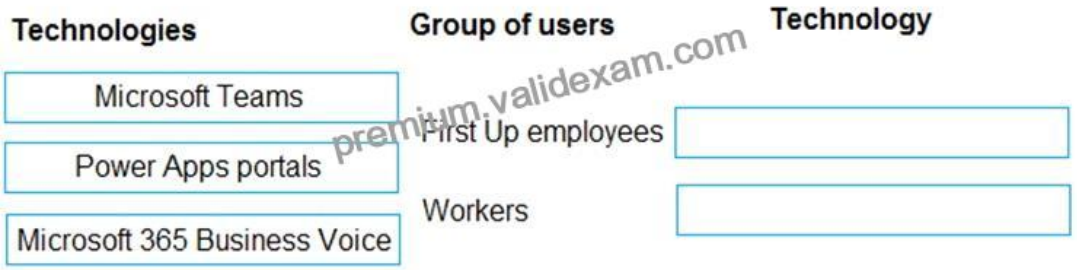 Technologies Group of users Technology
Microsoft Teams
premium.validexam.com
First Up employees
Power Apps portals
Workers
Microsoft 365 Business Voice